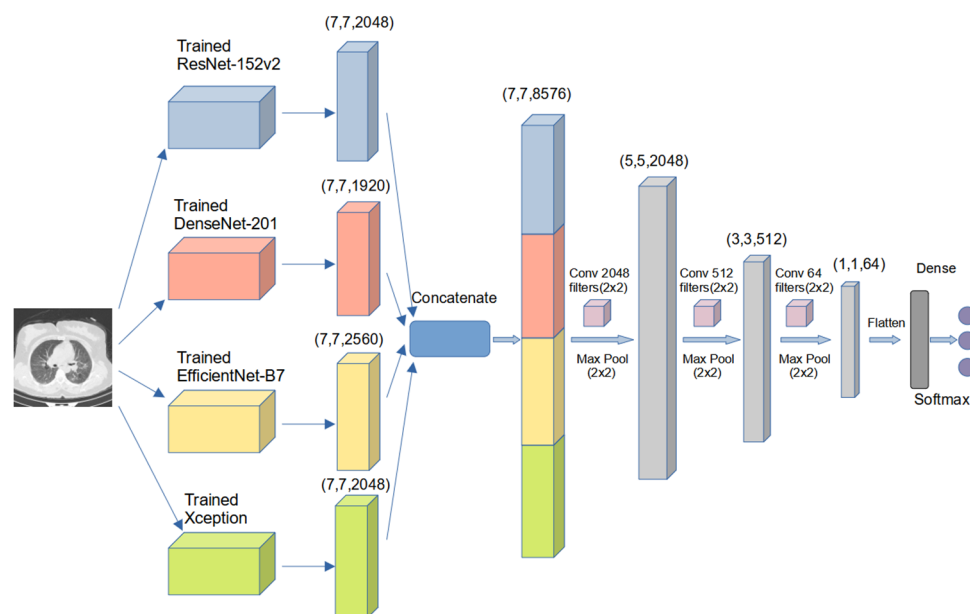 Trained
ResNet-152v2
(7,7,2048)
Trained
DenseNet-201
(7,7,1920)
Trained
EfficientNet-B7
(7,7,2560)
Trained
Xception
(7,7,2048)
Concatenate
(7,7,8576)
Conv 2048
filters(2x2)
Max Pool
(2x2)
(5,5,2048)
Conv 512
filters(2x2)
Max Pool
(2x2)
(3,3,512)
Conv 64
filters(2x2)
Max Pool
(2x2)
(1,1,64)
Flatten
Dense
Softmax